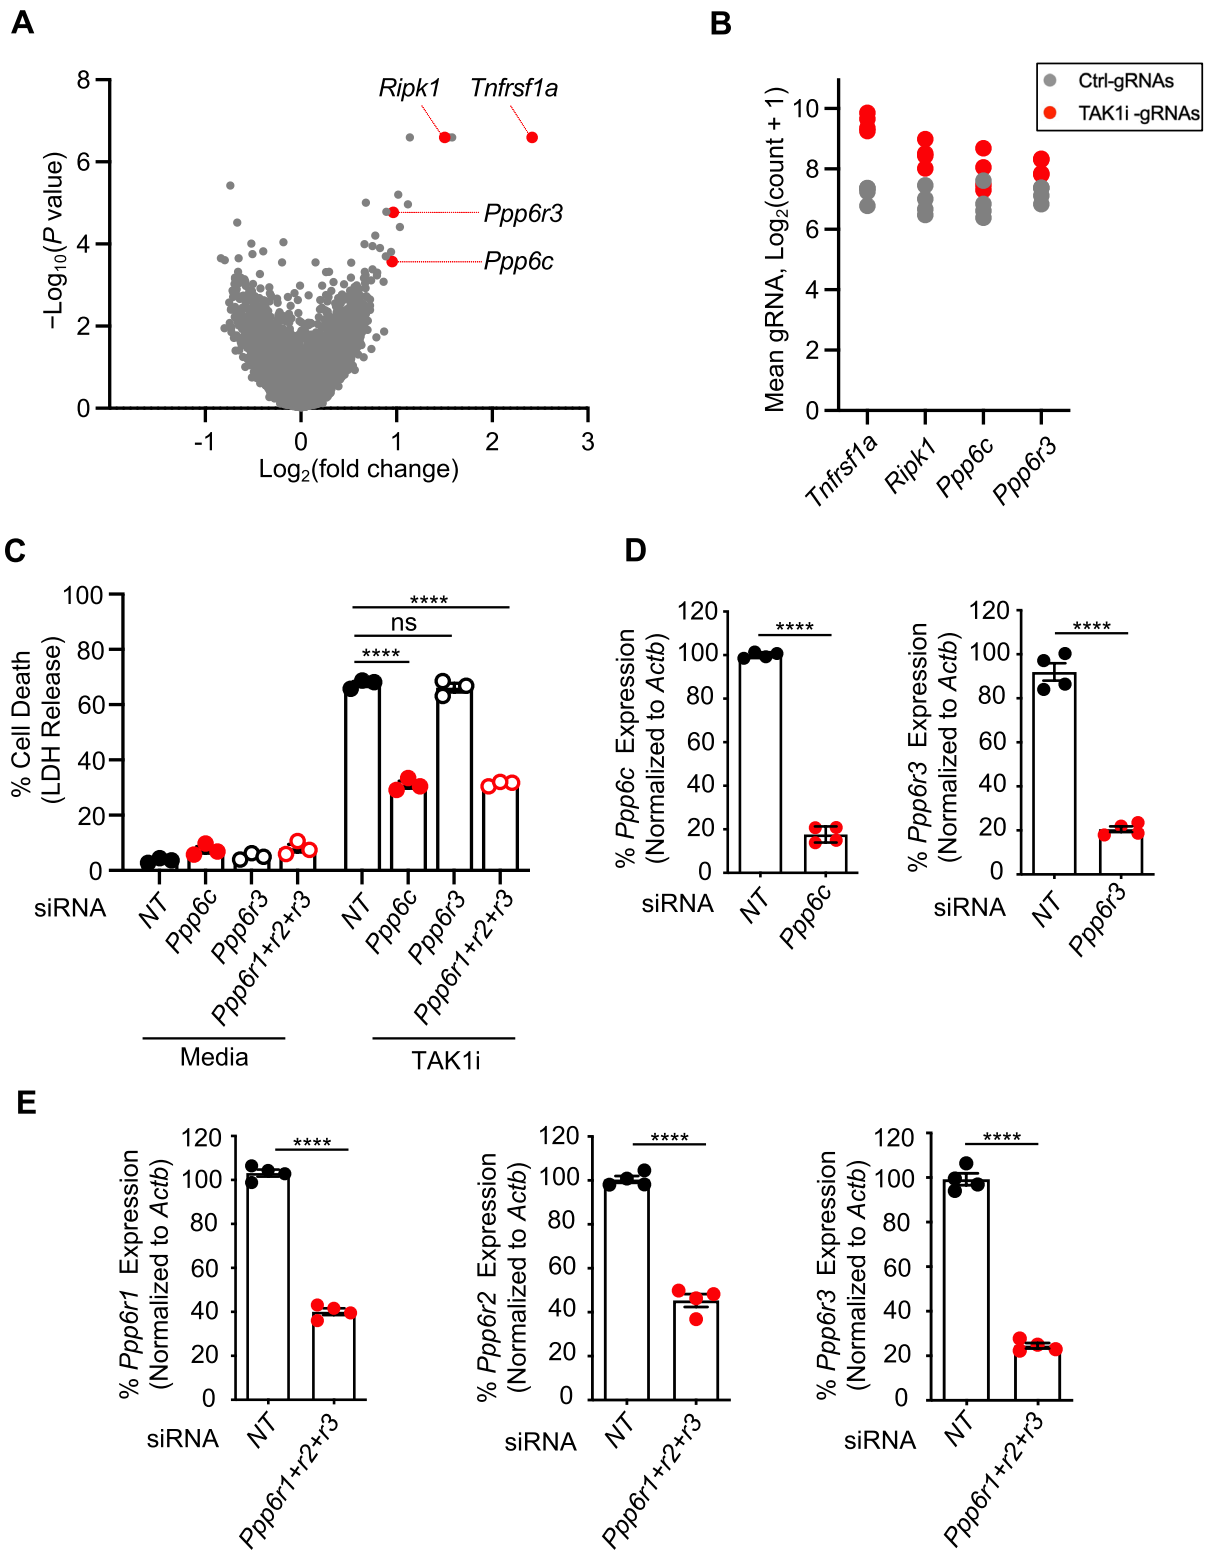 A
8
6
4
2
0
−Log10(P value)
Ripk1
Tnfrsf1a
Ppp6r3
Ppp6c
-1
0
1
2
3
Log2(fold change)
B
Ctrl-gRNAs
TAK1i -gRNAs
Mean gRNA, Log2(count + 1)
10
8
6
4
2
0
Tnfrsf1a
Ripk1
Ppp6c
Ppp6r3
C
% Cell Death
(LDH Release)
100
80
60
40
20
0
****
ns
****
siRNA
NT
Ppp6c
Ppp6r3
Ppp6r1+r2+r3
NT
Ppp6c
Ppp6r3
Ppp6r1+r2+r3
Media
TAK1i
D
% Ppp6c Expression
(Normalized to Actb)
120
100
80
60
40
20
0
****
siRNA
NT
Ppp6c
% Ppp6r3 Expression
(Normalized to Actb)
120
100
80
60
40
20
0
****
siRNA
NT
Ppp6r3
E
% Ppp6r1 Expression
(Normalized to Actb)
120
100
80
60
40
20
0
****
siRNA
NT
Ppp6r1+r2+r3
% Ppp6r2 Expression
(Normalized to Actb)
120
100
80
60
40
20
0
****
siRNA
NT
Ppp6r1+r2+r3
% Ppp6r3 Expression
(Normalized to Actb)
120
100
80
60
40
20
0
****
siRNA
NT
Ppp6r1+r2+r3